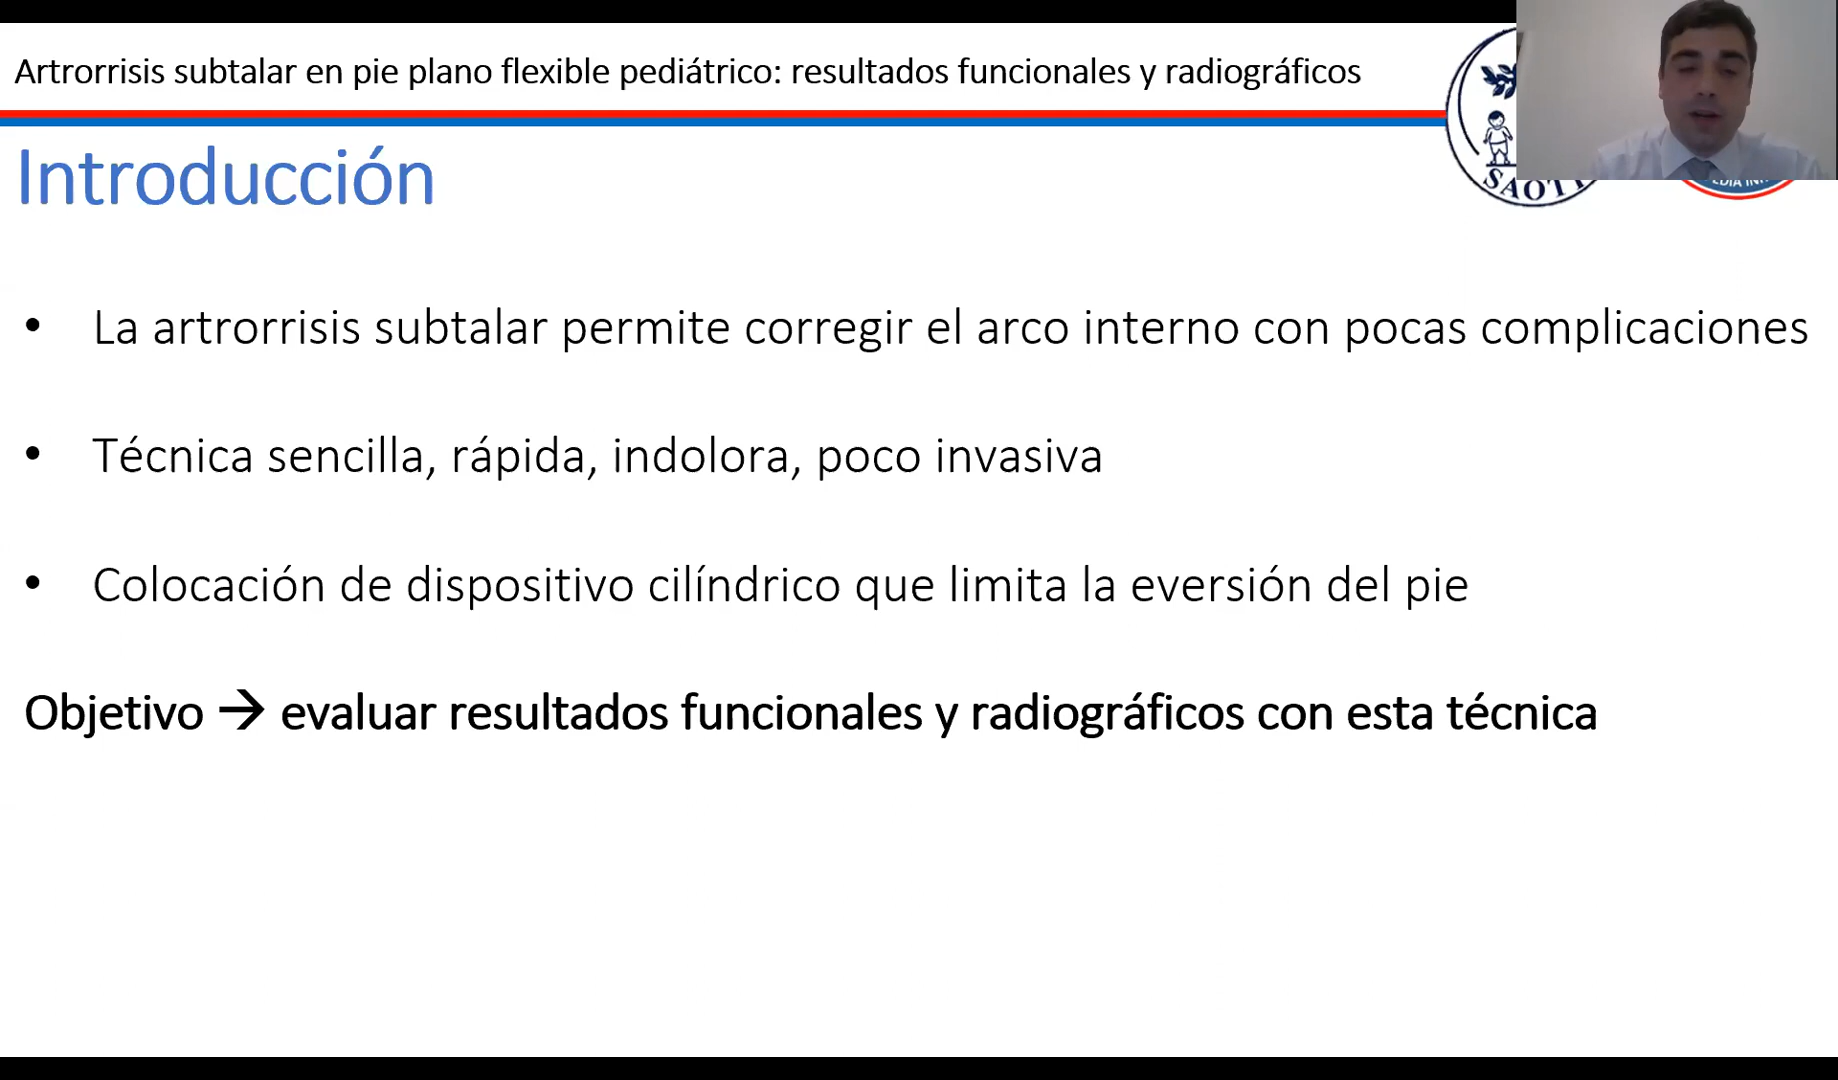 Artrorrisis subtalar en pie plano flexible pediátrico: resultados funcionales y radiográficos
Introducción
• La artrorrisis subtalar permite corregir el arco interno con pocas complicaciones
• Técnica sencilla, rápida, indolora, poco invasiva
• Colocación de dispositivo cilíndrico que limita la eversión del pie
Objetivo → evaluar resultados funcionales y radiográficos con esta técnica